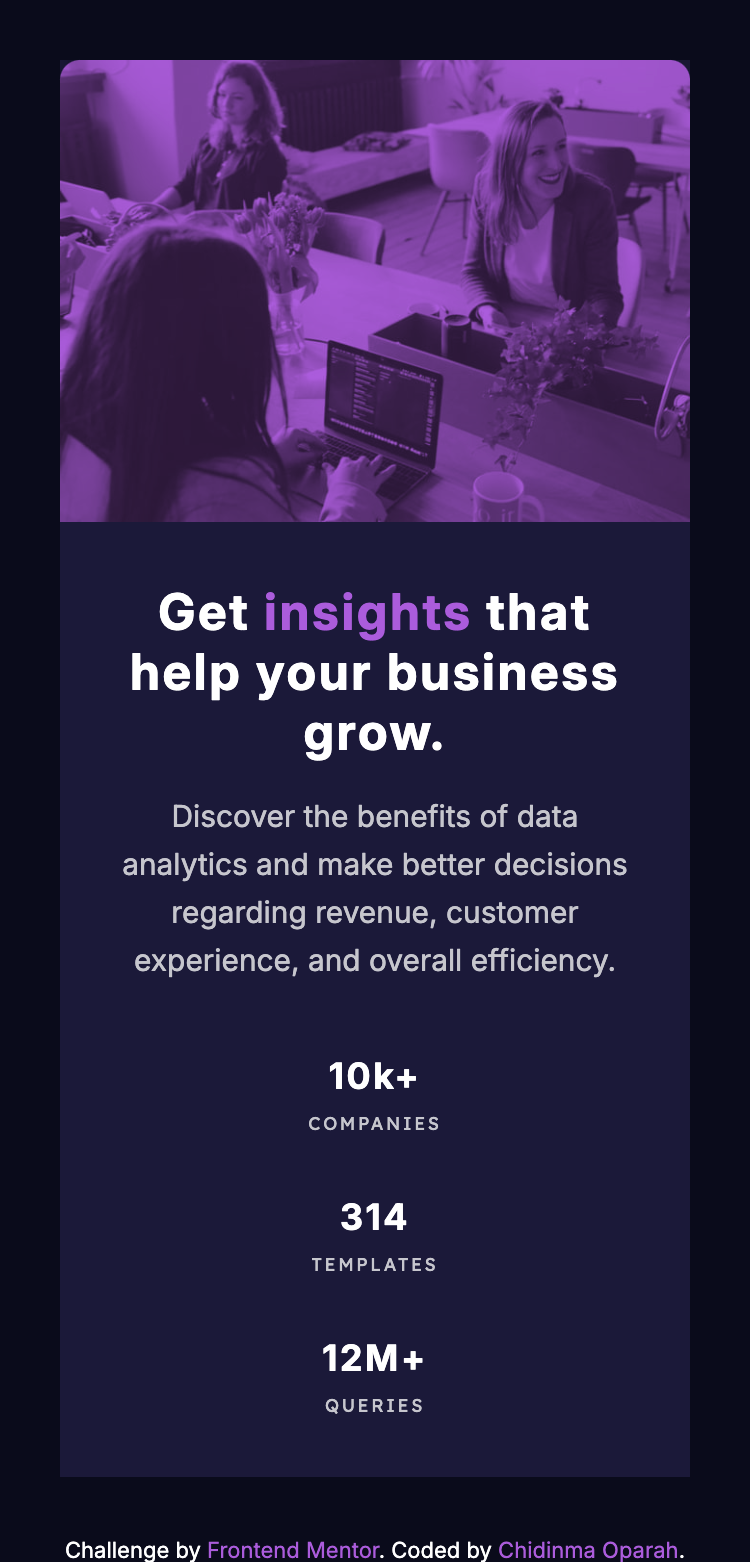 Get insights that
help your business
grow.
Discover the benefits of data
analytics and make better decisions
regarding revenue, customer
experience, and overall efficiency.
10k+
COMPANIES
314
TEMPLATES
12M+
QUERIES
Challenge by Frontend Mentor. Coded by Chidinma Oparah.